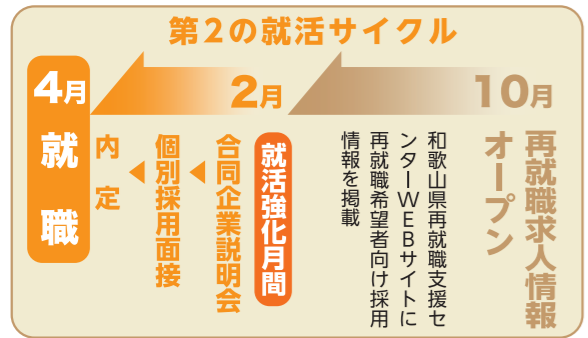 第2の就活サイクル
10月
再就職求人情報
オープン
和歌山県再就職支援セ
ンターWEBサイトに
再就職希望者向け採用
情報を掲載
2月
就活強化月間
合同企業説明会
個別採用面接
内定
4月
就職